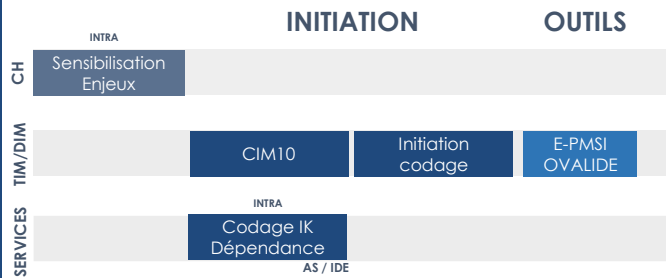 INITIATION
OUTILS
INTRA
CH
Sensibilisation
Enjeux
TIM/DIM
CIM10
Initiation
codage
E-PMSI
OVALIDE
SERVICES
INTRA
Codage IK
Dépendance
AS / IDE